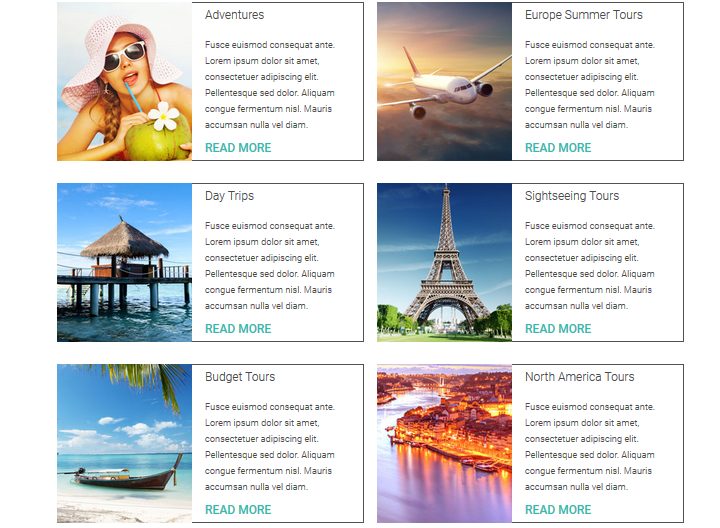 Adventures
Fusce euismod consequat ante.
Lorem ipsum dolor sit amet,
consectetuer adipiscing elit.
Pellentesque sed dolor. Aliquam
congue fermentum nisl. Mauris
accumsan nulla vel diam.
READ MORE
Europe Summer Tours
Fusce euismod consequat ante.
Lorem ipsum dolor sit amet,
consectetuer adipiscing elit.
Pellentesque sed dolor. Aliquam
congue fermentum nisl. Mauris
accumsan nulla vel diam.
READ MORE
Day Trips
Fusce euismod consequat ante.
Lorem ipsum dolor sit amet,
consectetuer adipiscing elit.
Pellentesque sed dolor. Aliquam
congue fermentum nisl. Mauris
accumsan nulla vel diam.
READ MORE
Sightseeing Tours
Fusce euismod consequat ante.
Lorem ipsum dolor sit amet,
consectetuer adipiscing elit.
Pellentesque sed dolor. Aliquam
congue fermentum nisl. Mauris
accumsan nulla vel diam.
READ MORE
Budget Tours
Fusce euismod consequat ante.
Lorem ipsum dolor sit amet,
consectetuer adipiscing elit.
Pellentesque sed dolor. Aliquam
congue fermentum nisl. Mauris
accumsan nulla vel diam.
READ MORE
North America Tours
Fusce euismod consequat ante.
Lorem ipsum dolor sit amet,
consectetuer adipiscing elit.
Pellentesque sed dolor. Aliquam
congue fermentum nisl. Mauris
accumsan nulla vel diam.
READ MORE